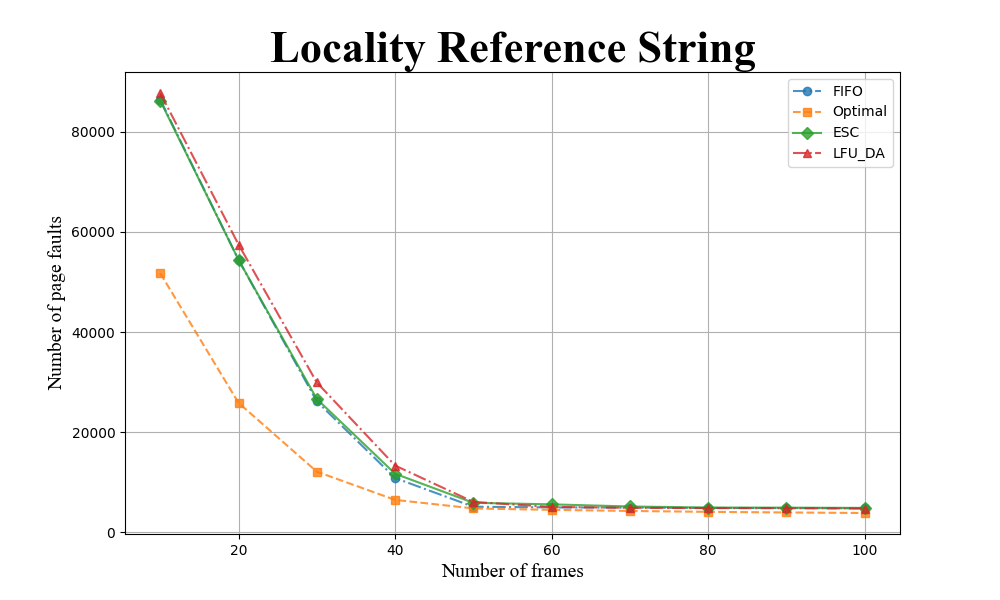 Locality Reference String
FIFO
Optimal
ESC
LFU_DA
80000
60000
40000
20000
0
Number of page faults
20
40
60
80
100
Number of frames